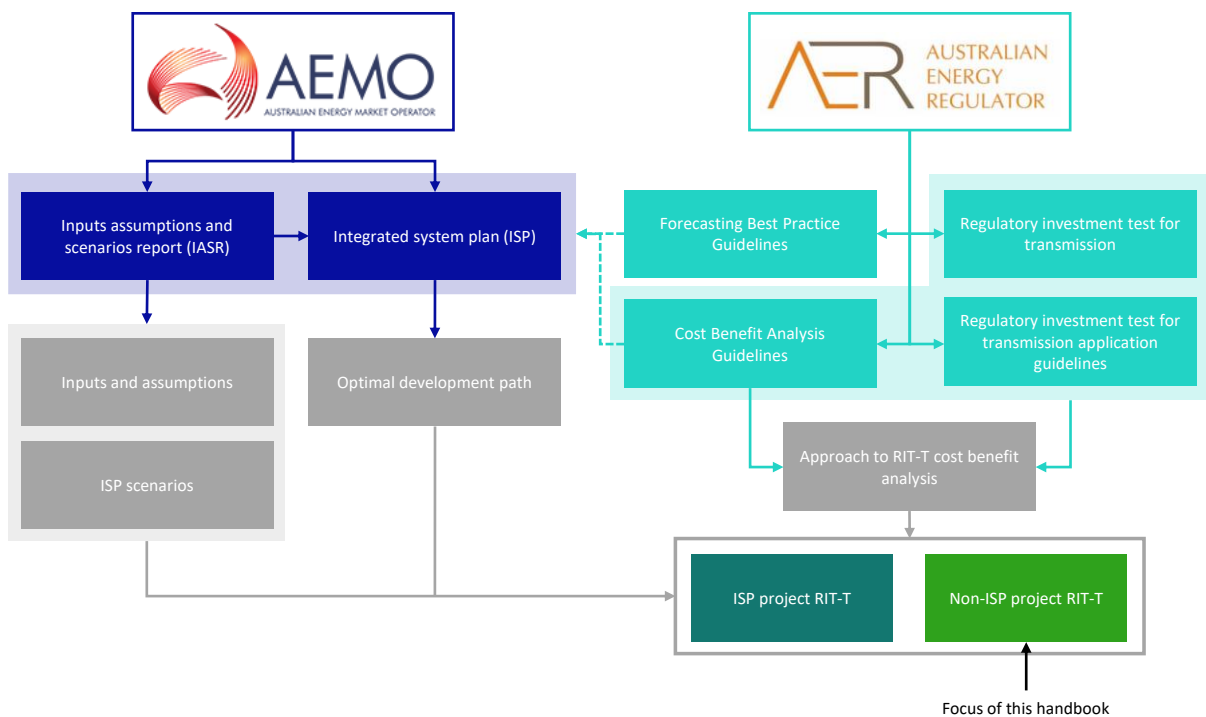 AEMO
AUSTRALIAN ENERGY MARKET OPERATOR
AER
AUSTRALIAN
ENERGY
REGULATOR
Inputs assumptions and
scenarios report (IASR)
Integrated system plan (ISP)
Forecasting Best Practice
Guidelines
Regulatory investment test for
transmission
Cost Benefit Analysis
Guidelines
Regulatory investment test for
transmission application
guidelines
Inputs and assumptions
Optimal development path
ISP scenarios
Approach to RIT-T cost benefit
analysis
ISP project RIT-T
Non-ISP project RIT-T
Focus of this handbook